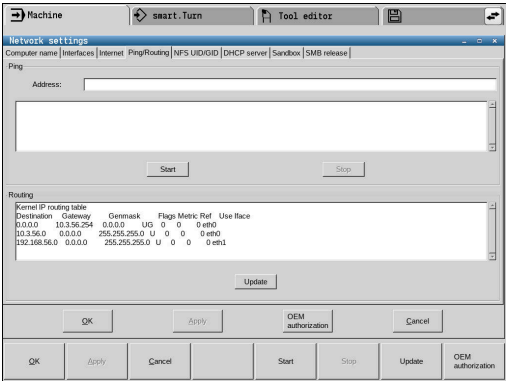 Machine smart.Turn Tool editor
Network settings
Computer name Interfaces Internet Ping/Routing NFS UID/GID DHCP server Sandbox SMB release
Ping
Address:
Start Stop
Routing
Kernel IP routing table
Destination Gateway Genmask Flags Metric Ref Use Iface
0.0.0.0 10.3.56.254 0.0.0.0 UG 0 0 0 eth0
10.3.56.0 0.0.0.0 255.255.255.0 U 0 0 0 eth0
192.168.56.0 0.0.0.0 255.255.255.0 U 0 0 0 eth1
Update
OK Apply OEM authorization Cancel
OK Apply Cancel Start Stop Update OEM authorization